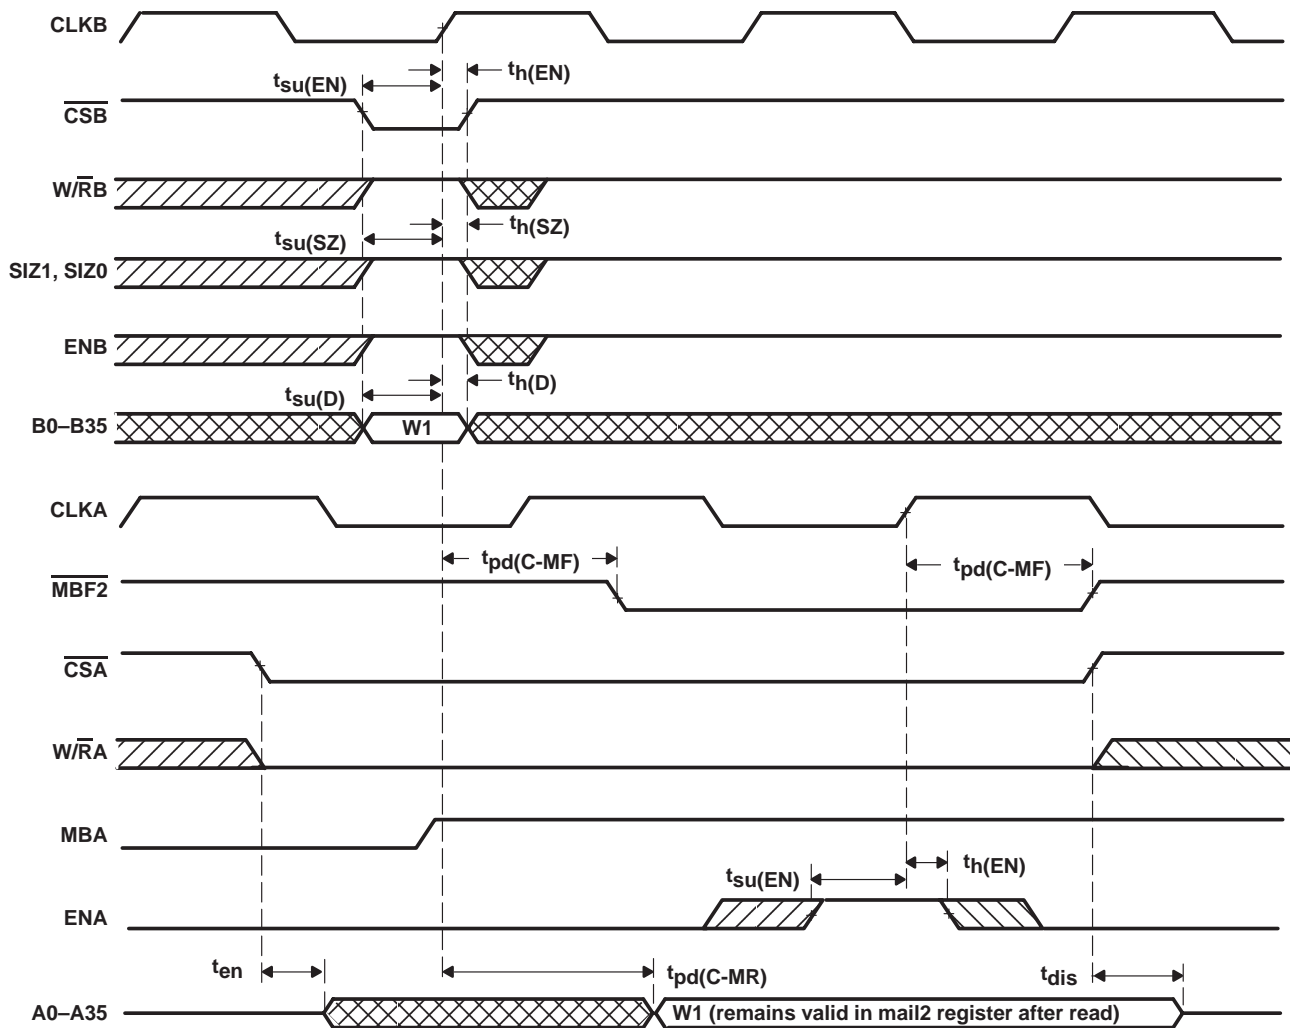 CLKB
tsu(EN)
th(EN)
CSB
W/RB
tsu(SZ)
th(SZ)
SIZ1, SIZ0
ENB
tsu(D)
th(D)
B0–B35
W1
CLKA
tpd(C-MF)
tpd(C-MF)
MBF2
CSA
W/RA
MBA
tsu(EN)
th(EN)
ENA
ten
tpd(C-MR)
tdis
A0–A35
W1 (remains valid in mail2 register after read)